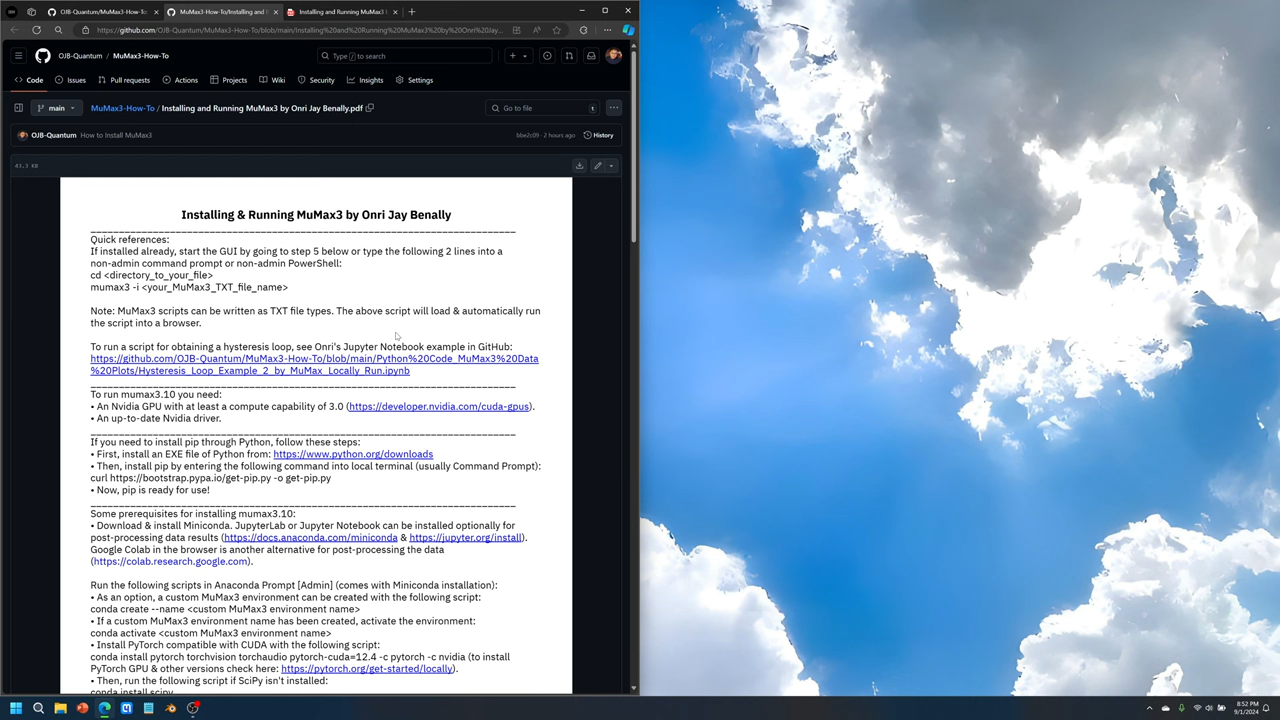 OJB-Quantum/MuMax3-How-To:
MuMax3-How-To/Installing and R
Installing and Running MuMax3 b
https://github.com/OJB-Quantum/MuMax3-How-To/blob/main/Installing%20and%20Running%20MuMax3%20by%20Onri%20Jay...
OJB-Quantum / MuMax3-How-To
Type / to search
Code
Issues
Pull requests
Actions
Projects
Wiki
Security
Insights
Settings
main
MuMax3-How-To / Installing and Running MuMax3 by Onri Jay Benally.pdf
Go to file
OJB-Quantum How to Install MuMax3
bbe2c09 · 2 hours ago
History
43.3 KB
Installing & Running MuMax3 by Onri Jay Benally
Quick references:
If installed already, start the GUI by going to step 5 below or type the following 2 lines into a
non-admin command prompt or non-admin PowerShell:
cd <directory_to_your_file>
mumax3 -i <your_MuMax3_TXT_file_name>
Note: MuMax3 scripts can be written as TXT file types. The above script will load & automatically run
the script into a browser.
To run a script for obtaining a hysteresis loop, see Onri's Jupyter Notebook example in GitHub:
https://github.com/OJB-Quantum/MuMax3-How-To/blob/main/Python%20Code_MuMax3%20Data
%20Plots/Hysteresis_Loop_Example_2_by_MuMax_Locally_Run.ipynb
To run mumax3.10 you need:
• An Nvidia GPU with at least a compute capability of 3.0 (https://developer.nvidia.com/cuda-gpus).
• An up-to-date Nvidia driver.
If you need to install pip through Python, follow these steps:
• First, install an EXE file of Python from: https://www.python.org/downloads
• Then, install pip by entering the following command into local terminal (usually Command Prompt):
curl https://bootstrap.pypa.io/get-pip.py -o get-pip.py
• Now, pip is ready for use!
Some prerequisites for installing mumax3.10:
• Download & install Miniconda. JupyterLab or Jupyter Notebook can be installed optionally for
post-processing data results (https://docs.anaconda.com/miniconda & https://jupyter.org/install).
Google Colab in the browser is another alternative for post-processing the data
(https://colab.research.google.com).
Run the following scripts in Anaconda Prompt [Admin] (comes with Miniconda installation):
• As an option, a custom MuMax3 environment can be created with the following script:
conda create --name <custom MuMax3 environment name>
• If a custom MuMax3 environment name has been created, activate the environment:
conda activate <custom MuMax3 environment name>
• Install PyTorch compatible with CUDA with the following script:
conda install pytorch torchvision torchaudio pytorch-cuda=12.4 -c pytorch -c nvidia (to install
PyTorch GPU & other versions check here: https://pytorch.org/get-started/locally).
• Then, run the following script if SciPy isn't installed:
conda install scipy
8:52 PM
9/1/2024